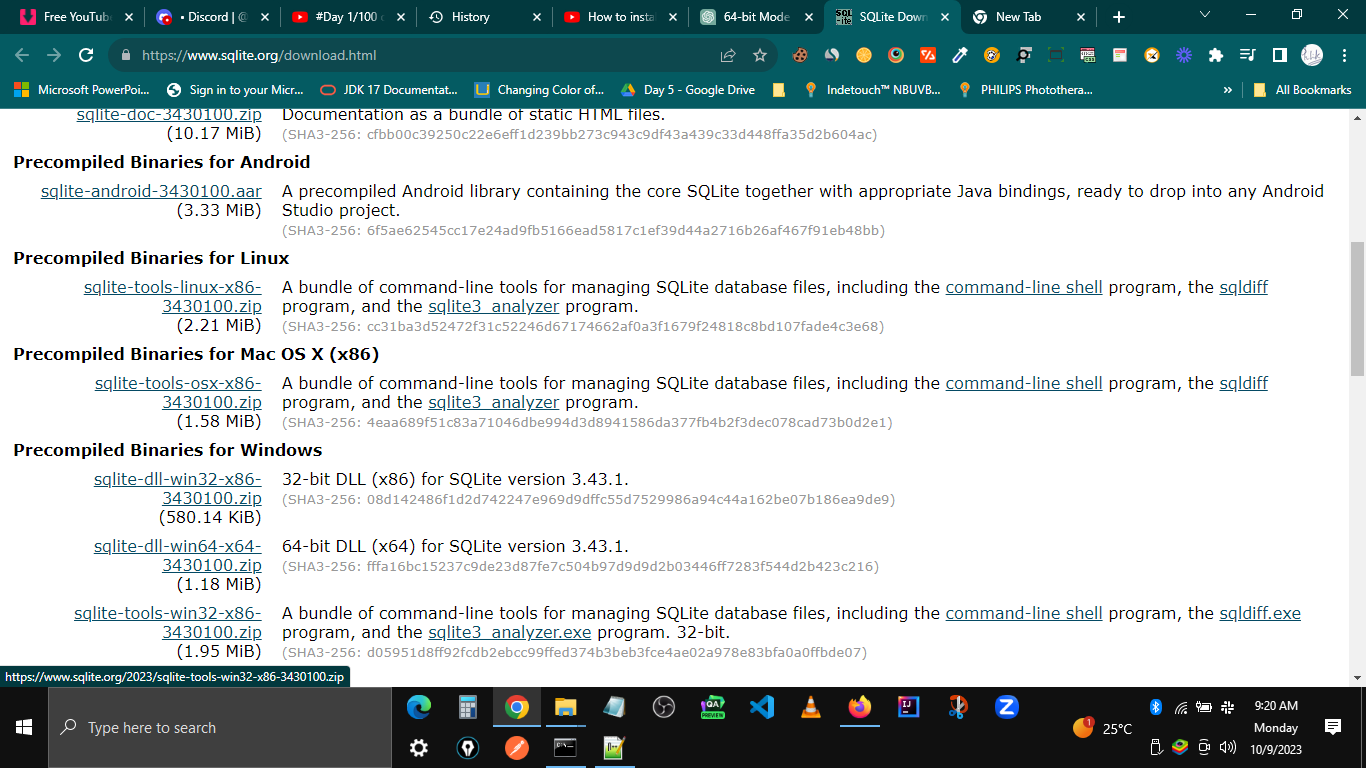 Free YouTub
• Discord | @
#Day 1/100 c
History
How to insta
64-bit Mode
SQLite Down
New Tab
https://www.sqlite.org/download.html
Microsoft PowerPoi...
Sign in to your Micr...
JDK 17 Documentat...
Changing Color of...
Day 5 - Google Drive
Indetouch™ NBUVB...
PHILIPS Photothera...
»
All Bookmarks
sqlite-doc-3430100.zip
(10.17 MiB)
Documentation as a bundle of static HTML files.
(SHA3-256: cfbb00c39250c22e6eff1d239bb273c943c9df43a439c33d448ffa35d2b604ac)
Precompiled Binaries for Android
sqlite-android-3430100.aar
(3.33 MiB)
A precompiled Android library containing the core SQLite together with appropriate Java bindings, ready to drop into any Android
Studio project.
(SHA3-256: 6f5ae62545cc17e24ad9fb5166ead5817c1ef39d44a2716b26af467f91eb48bb)
Precompiled Binaries for Linux
sqlite-tools-linux-x86-
3430100.zip
(2.21 MiB)
A bundle of command-line tools for managing SQLite database files, including the command-line shell program, the sqldiff
program, and the sqlite3_analyzer program.
(SHA3-256: cc31ba3d52472f31c52246d67174662af0a3f1679f24818c8bd107fade4c3e68)
Precompiled Binaries for Mac OS X (x86)
sqlite-tools-osx-x86-
3430100.zip
(1.58 MiB)
A bundle of command-line tools for managing SQLite database files, including the command-line shell program, the sqldiff
program, and the sqlite3_analyzer program.
(SHA3-256: 4eaa689f51c83a71046dbe994d3d8941586da377fb4b2f3dec078cad73b0d2e1)
Precompiled Binaries for Windows
sqlite-dll-win32-x86-
3430100.zip
(580.14 KiB)
32-bit DLL (x86) for SQLite version 3.43.1.
(SHA3-256: 08d142486f1d2d742247e969d9dffc55d7529986a94c44a162be07b186ea9de9)
sqlite-dll-win64-x64-
3430100.zip
(1.18 MiB)
64-bit DLL (x64) for SQLite version 3.43.1.
(SHA3-256: fffa16bc15237c9de23d87fe7c504b97d9d9d2b03446ff7283f544d2b423c216)
sqlite-tools-win32-x86-
3430100.zip
(1.95 MiB)
A bundle of command-line tools for managing SQLite database files, including the command-line shell program, the sqldiff.exe
program, and the sqlite3_analyzer.exe program. 32-bit.
(SHA3-256: d05951d8ff92fcdb2ebcc99ffed374b3beb3fce4ae02a978e83bfa0a0ffbde07)
https://www.sqlite.org/2023/sqlite-tools-win32-x86-3430100.zip
Type here to search
QA
PREVIEW
1
25°C
9:20 AM
Monday
10/9/2023